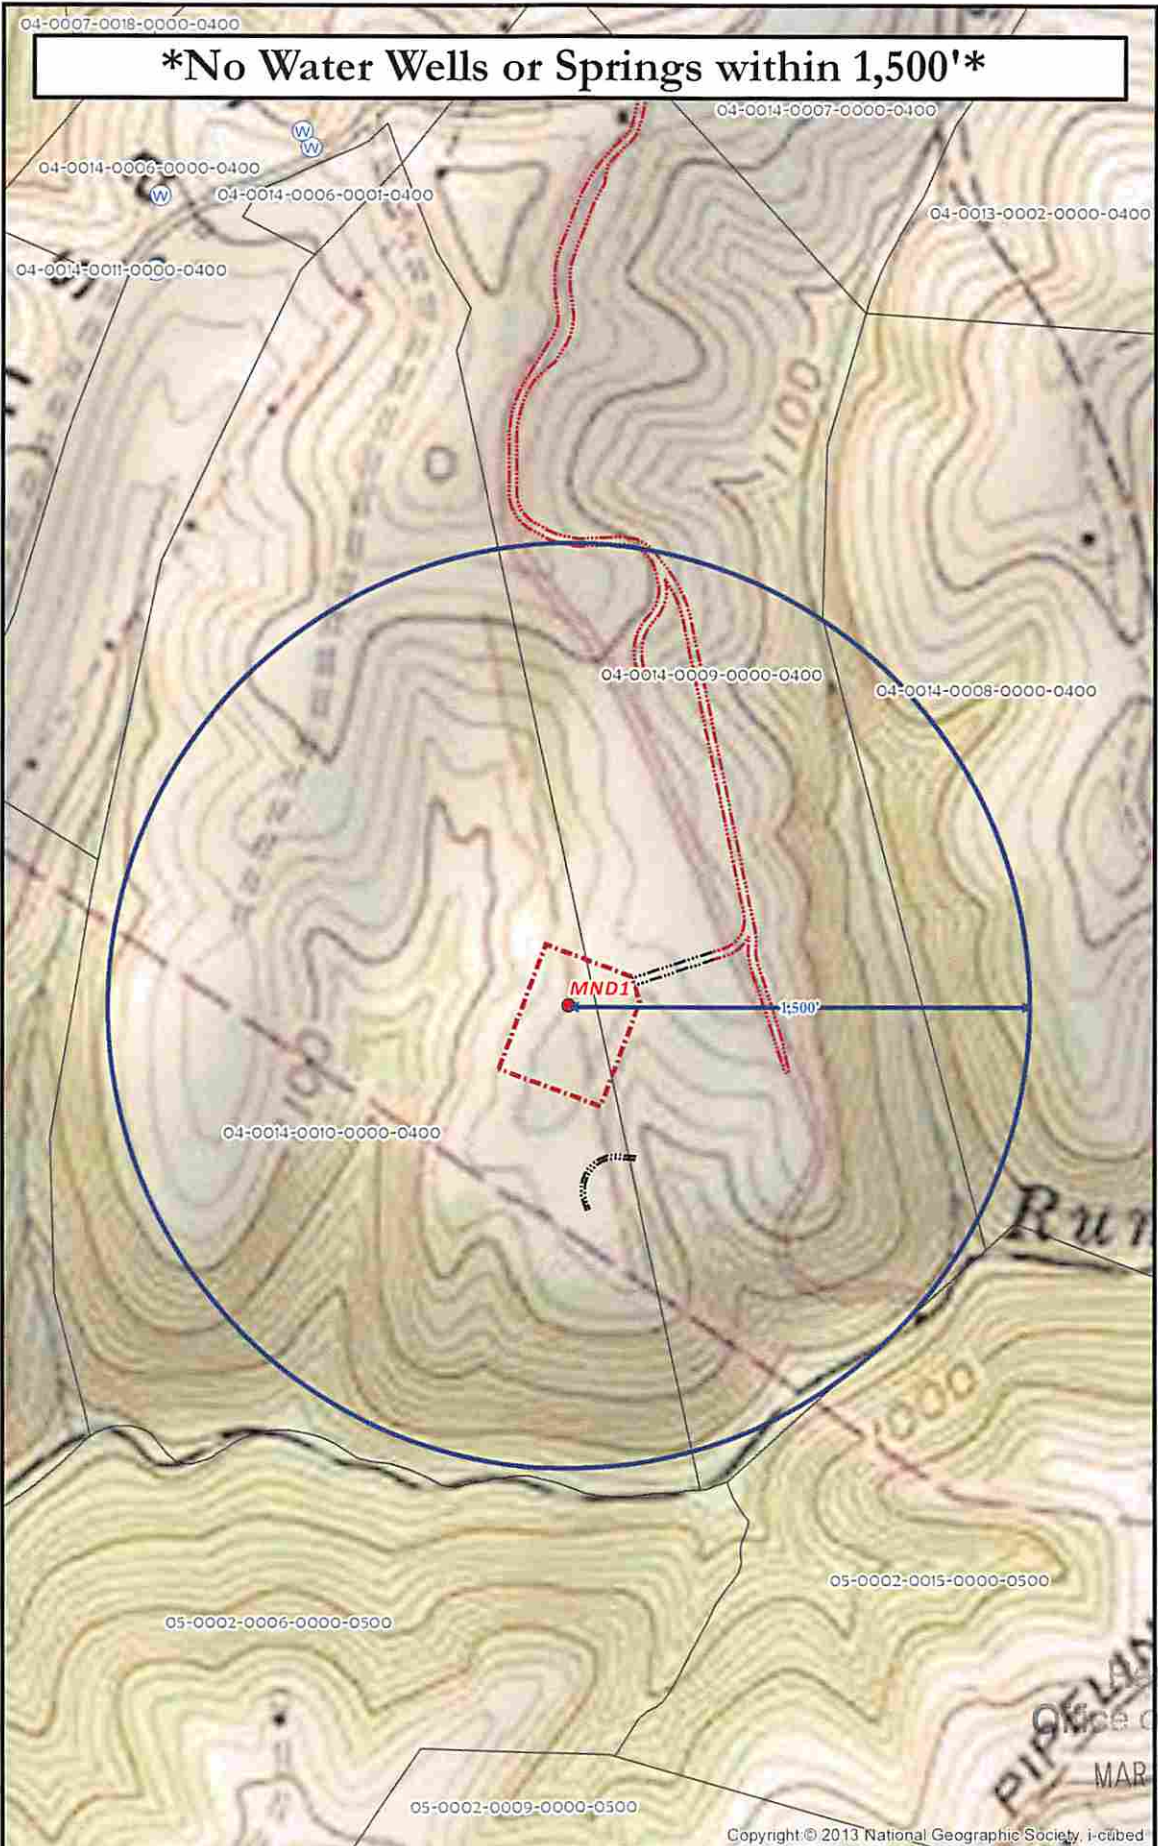 04-0007-0018-0000-0400
*No Water Wells or Springs within 1,500'*
04-0014-0007-0000-0400
W
W
04-0014-0006-0000-0400
W
04-0014-0006-0001-0400
04-0013-0002-0000-0400
04-0014-0011-0000-0400
1100
04-0014-0009-0000-0400
04-0014-0008-0000-0400
MND1
1,500'
04-0014-0010-0000-0400
Run
1000
05-0002-0015-0000-0500
05-0002-0006-0000-0500
PIPELIN
Office o
MAR
05-0002-0009-0000-0500
Copyright:© 2013 National Geographic Society, i-cubed